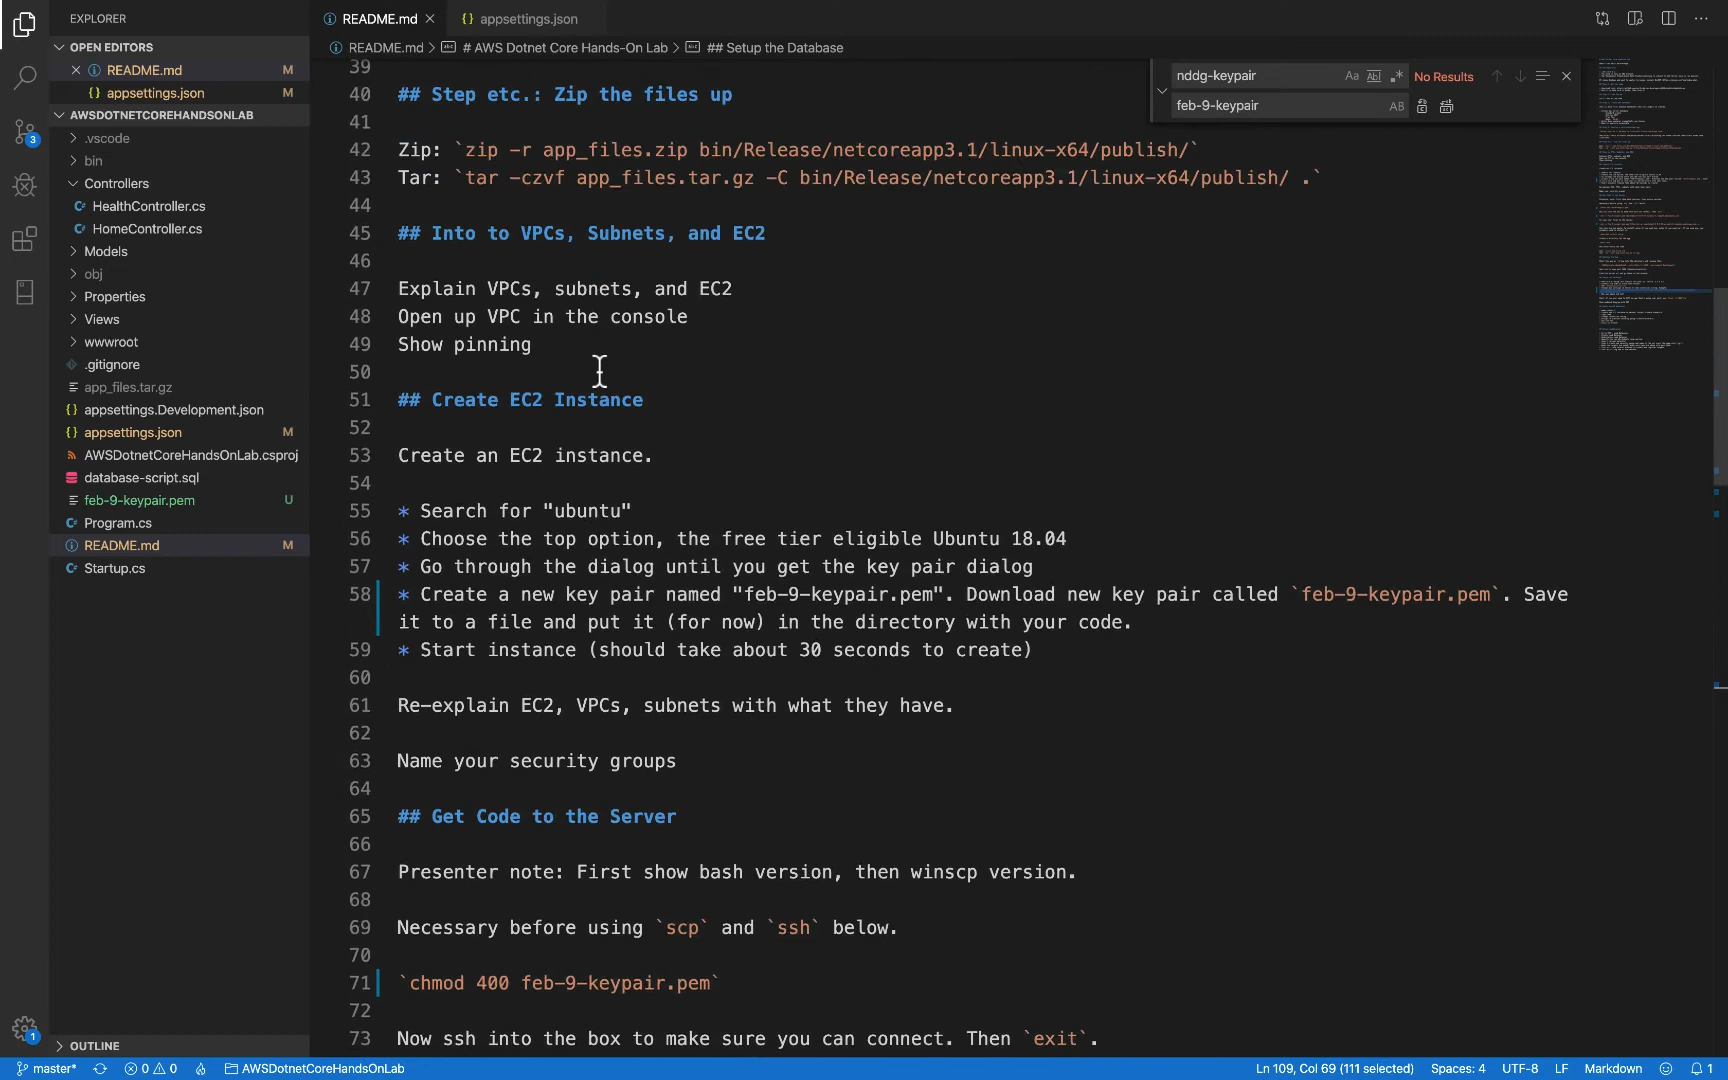 EXPLORER
OPEN EDITORS
README.md M
{} appsettings.json M
AWSDOTNETCOREHANDSONLAB
.vscode
bin
Controllers
C# HealthController.cs
C# HomeController.cs
Models
obj
Properties
Views
wwwroot
.gitignore
app_files.tar.gz
{} appsettings.Development.json
{} appsettings.json M
AWSDotnetCoreHandsOnLab.csproj
database-script.sql
feb-9-keypair.pem U
C# Program.cs
README.md M
C# Startup.cs
OUTLINE
3
1
README.md
{} appsettings.json
README.md > # AWS Dotnet Core Hands-On Lab > ## Setup the Database
nddg-keypair Aa Abl .* No Results
feb-9-keypair AB
39
40 ## Step etc.: Zip the files up
41
42 Zip: `zip -r app_files.zip bin/Release/netcoreapp3.1/linux-x64/publish/`
43 Tar: `tar -czvf app_files.tar.gz -C bin/Release/netcoreapp3.1/linux-x64/publish/ .`
44
45 ## Into to VPCs, Subnets, and EC2
46
47 Explain VPCs, subnets, and EC2
48 Open up VPC in the console
49 Show pinning
50
51 ## Create EC2 Instance
52
53 Create an EC2 instance.
54
55 * Search for "ubuntu"
56 * Choose the top option, the free tier eligible Ubuntu 18.04
57 * Go through the dialog until you get the key pair dialog
58 * Create a new key pair named "feb-9-keypair.pem". Download new key pair called `feb-9-keypair.pem`. Save
it to a file and put it (for now) in the directory with your code.
59 * Start instance (should take about 30 seconds to create)
60
61 Re-explain EC2, VPCs, subnets with what they have.
62
63 Name your security groups
64
65 ## Get Code to the Server
66
67 Presenter note: First show bash version, then winscp version.
68
69 Necessary before using `scp` and `ssh` below.
70
71 `chmod 400 feb-9-keypair.pem`
72
73 Now ssh into the box to make sure you can connect. Then `exit`.
master* 0 0 AWSDotnetCoreHandsOnLab Ln 109, Col 69 (111 selected) Spaces: 4 UTF-8 LF Markdown 1